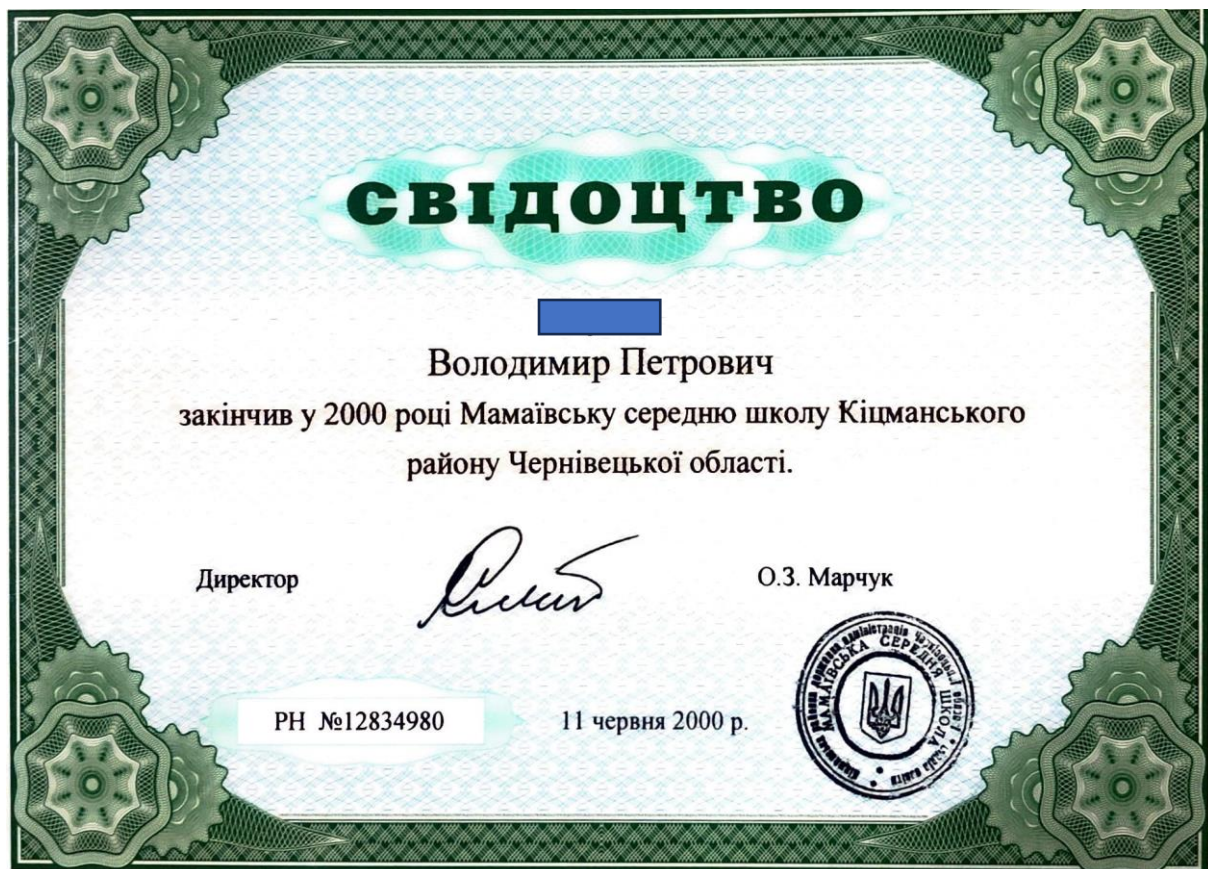 СВІДОЦТВО
Володимир Петрович
закінчив у 2000 році Мамаївську середню школу Кіцманського
району Чернівецької області.
Директор
О.З. Марчук
РН №12834980
11 червня 2000 р.
МАМАЇВСЬКА СЕРЕДНЯ ШКОЛА